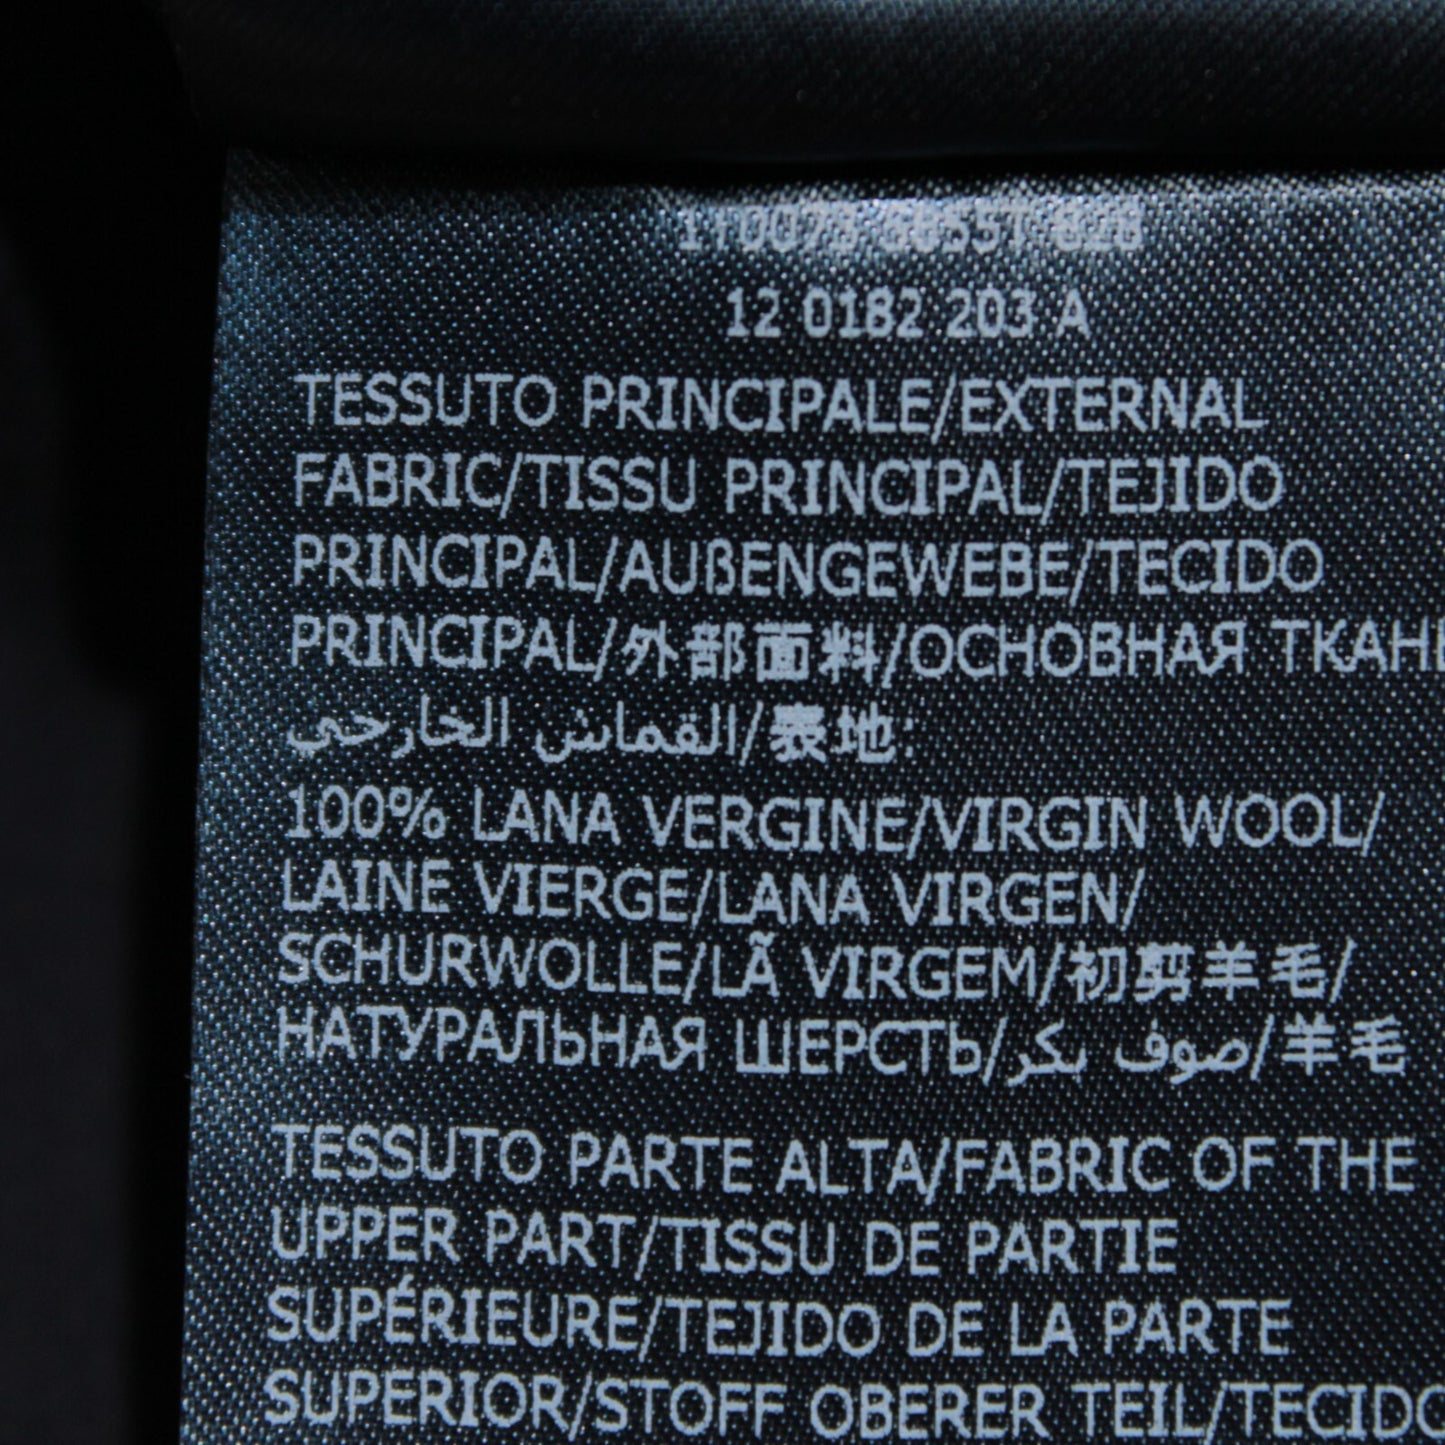 12 0182 203 A
TESSUTO PRINCIPALE/EXTERNAL
FABRIC/TISSU PRINCIPAL/TEJIDO
PRINCIPAL/AUßENGEWEBE/TECIDO
PRINCIPAL/外部面料/ОСНОВНАЯ ТКАН
القماش الخارجي/表地:
100% LANA VERGINE/VIRGIN WOOL/
LAINE VIERGE/LANA VIRGEN/
SCHURWOLLE/LÃ VIRGEM/初剪羊毛/
НАТУРАЛЬНАЯ ШЕРСТЬ/صوف بكر/羊毛
TESSUTO PARTE ALTA/FABRIC OF THE
UPPER PART/TISSU DE PARTIE
SUPÉRIEURE/TEJIDO DE LA PARTE
SUPERIOR/STOFF OBERER TEIL/TECIDO